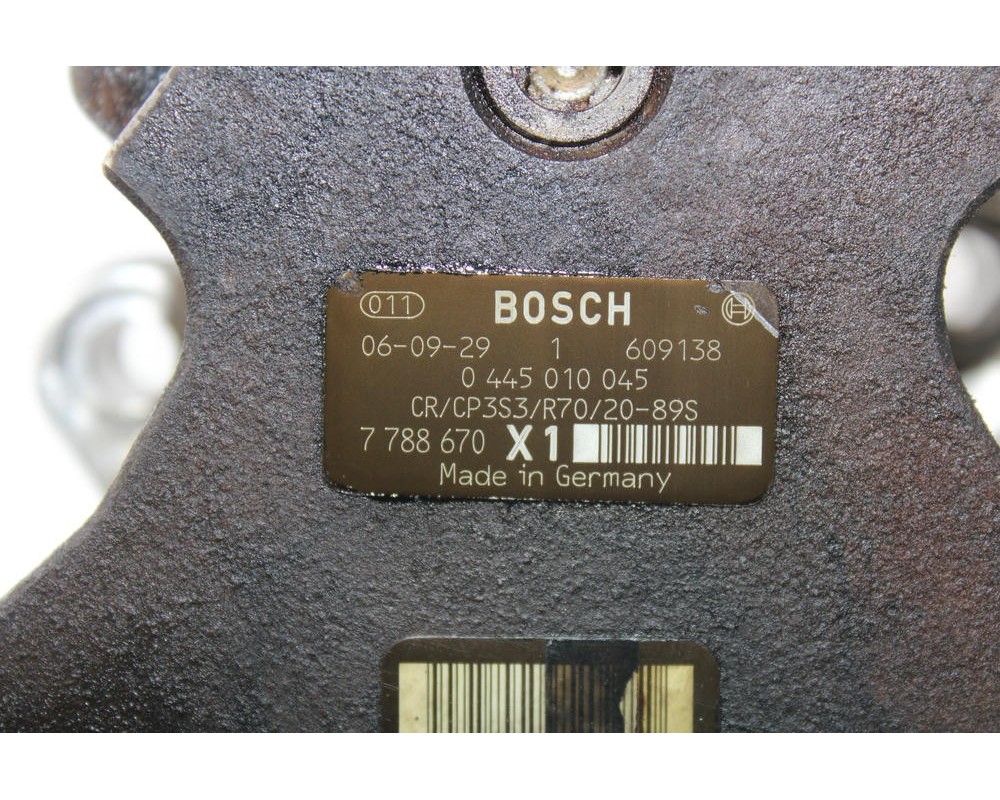 011 BOSCH
06-09-29 1 609138
0 445 010 045
CR/CP3S3/R70/20-89S
7 788 670 X1
Made in Germany